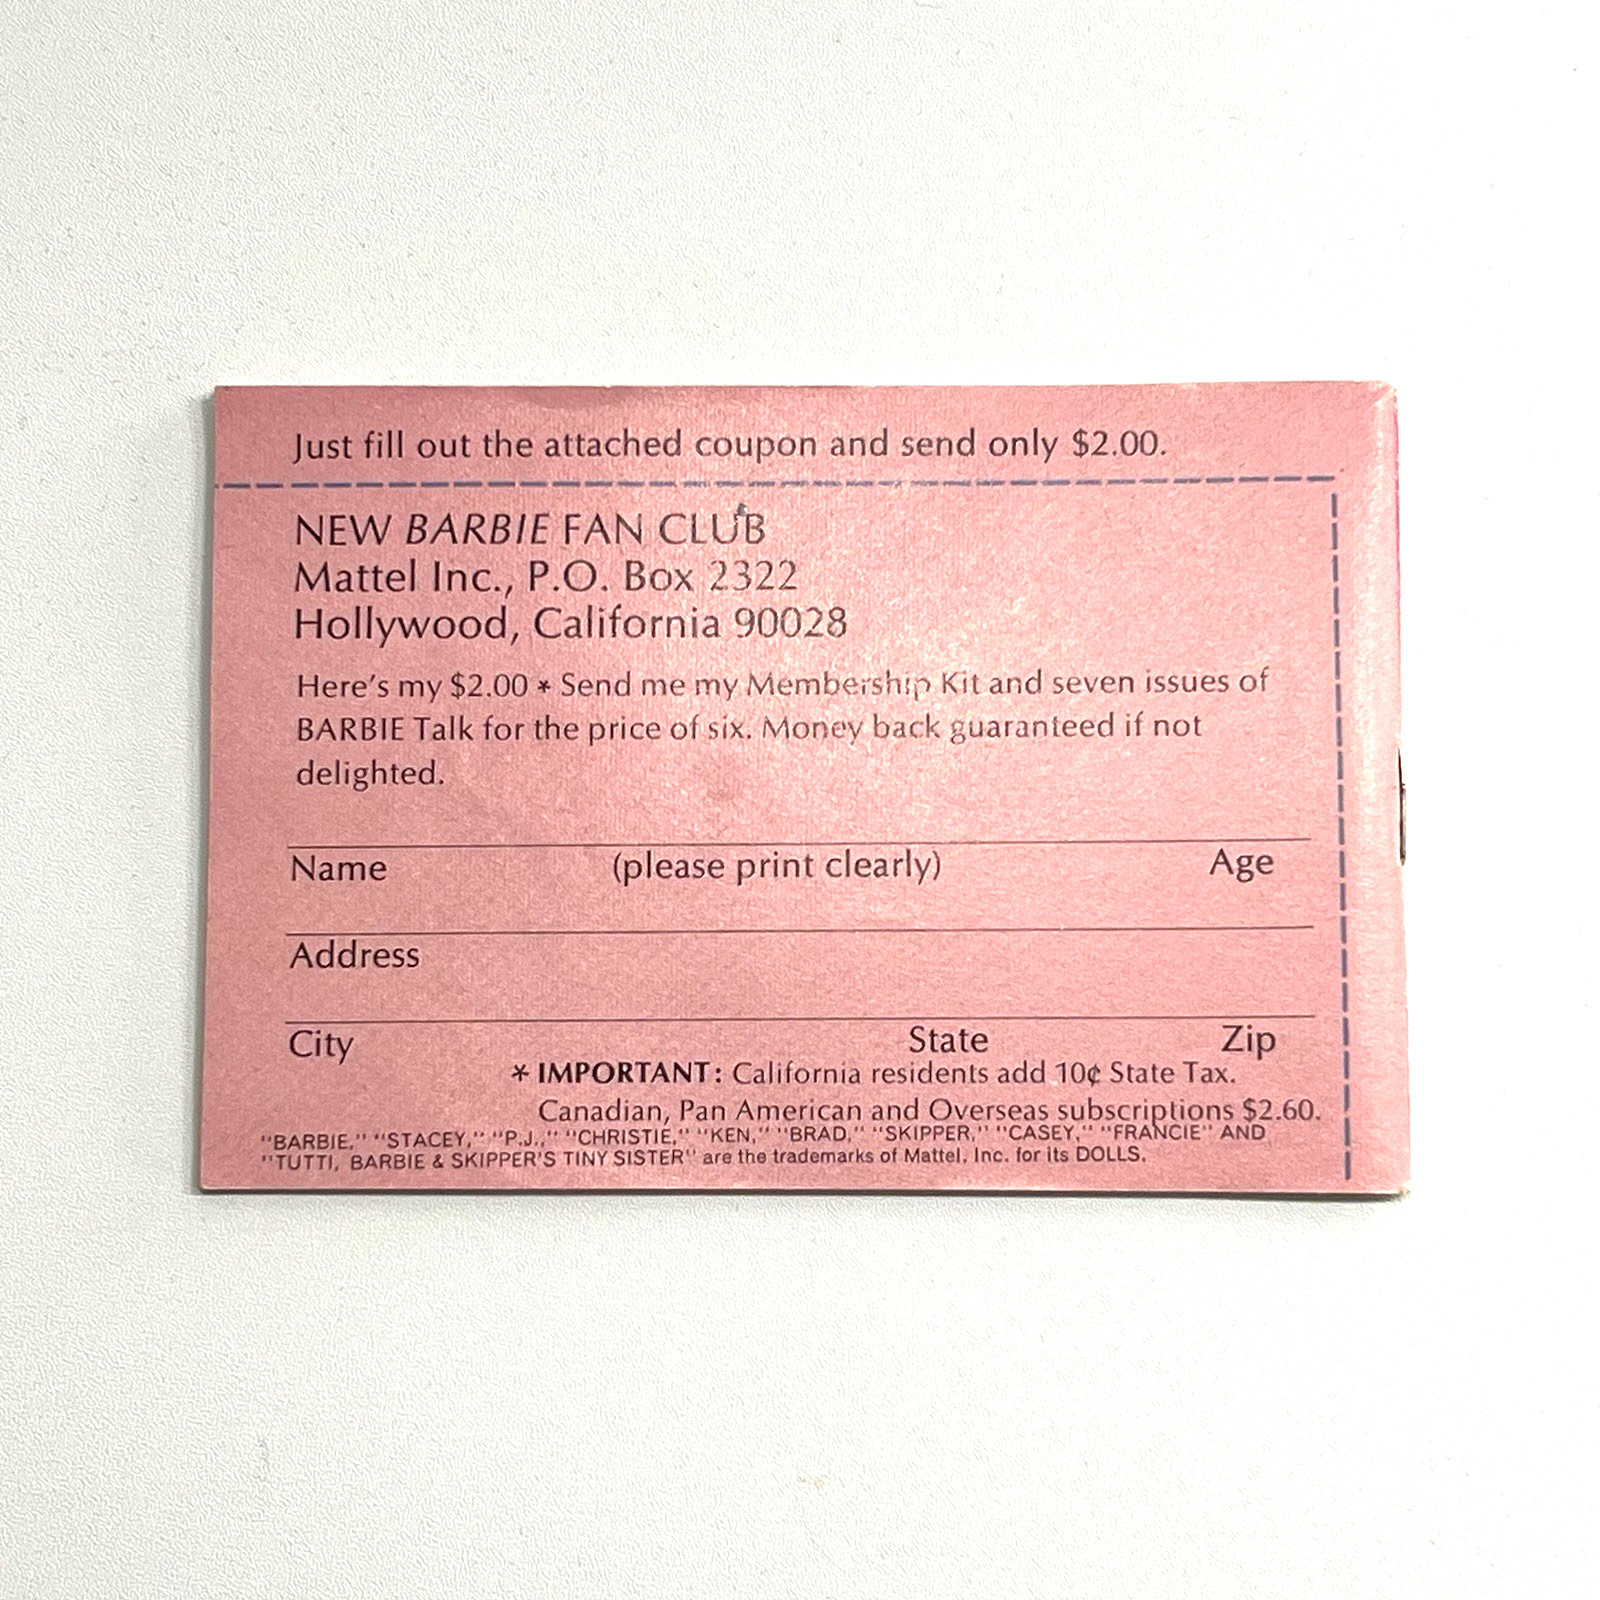 Just fill out the attached coupon and send only $2.00.
NEW BARBIE FAN CLUB
Mattel Inc., P.O. Box 2322
Hollywood, California 90028
Here's my $2.00 * Send me my Membership Kit and seven issues of
BARBIE Talk for the price of six. Money back guaranteed if not
delighted.
Name (please print clearly) Age
Address
City State Zip
* IMPORTANT: California residents add 10¢ State Tax.
Canadian, Pan American and Overseas subscriptions $2.60.
"BARBIE," "STACEY," "P.J.," "CHRISTIE," "KEN," "BRAD," "SKIPPER," "CASEY," "FRANCIE" AND
"TUTTI, BARBIE & SKIPPER'S TINY SISTER" are the trademarks of Mattel, Inc. for its DOLLS.